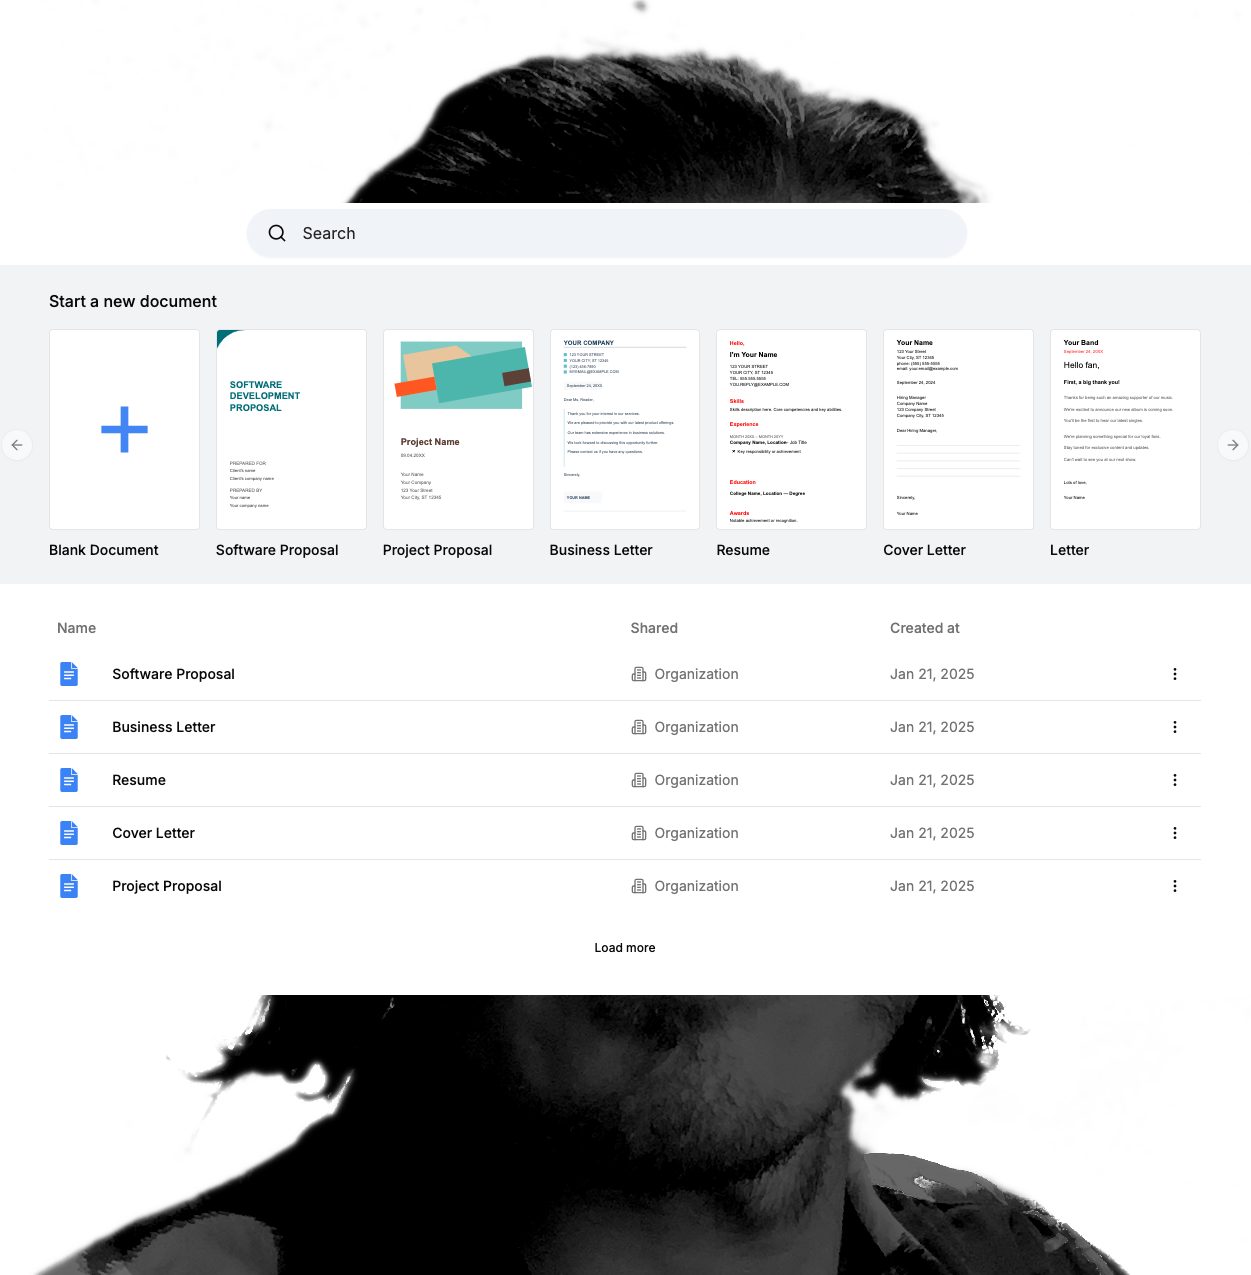 Search
Start a new document
SOFTWARE
DEVELOPMENT
PROPOSAL
PREPARED FOR
Client's name
Client's company name
PREPARED BY
Your name
Your company name
Project Name
09.04.20XX
Your Name
Your Company
123 Your Street
Your City, ST 12345
YOUR COMPANY
123 YOUR STREET
YOUR CITY, ST 12345
(123) 456-7890
MYEMAIL@EXAMPLE.COM
September 24, 20XX
Dear Ms. Reader,
Thank you for your interest in our services.
We are pleased to provide you with our latest product offerings.
Our team has extensive experience in business solutions.
We look forward to discussing this opportunity further.
Please contact us if you have any questions.
Sincerely,
YOUR NAME
Hello,
I'm Your Name
123 YOUR STREET
YOUR CITY, ST 12345
TEL: 555.555.5555
YOU.REPLY@EXAMPLE.COM
Skills
Skills description here. Core competencies and key abilities.
Experience
MONTH 20XX – MONTH 20YY
Company Name, Location- Job Title
Key responsibility or achievement
Education
College Name, Location — Degree
Awards
Notable achievement or recognition.
Your Name
123 Your Street
Your City, ST 12345
phone: (555) 555-5555
email: your.email@example.com
September 24, 2024
Hiring Manager
Company Name
123 Company Street
Company City, ST 12345
Dear Hiring Manager,
Sincerely,
Your Name
Your Band
September 24, 20XX
Hello fan,
First, a big thank you!
Thanks for being such an amazing supporter of our music.
We're excited to announce our new album is coming soon.
You'll be the first to hear our latest singles.
We're planning something special for our loyal fans.
Stay tuned for exclusive content and updates.
Can't wait to see you at our next show.
Lots of love,
Your Name
Blank Document
Software Proposal
Project Proposal
Business Letter
Resume
Cover Letter
Letter
Name Shared Created at
Software Proposal Organization Jan 21, 2025
Business Letter Organization Jan 21, 2025
Resume Organization Jan 21, 2025
Cover Letter Organization Jan 21, 2025
Project Proposal Organization Jan 21, 2025
Load more